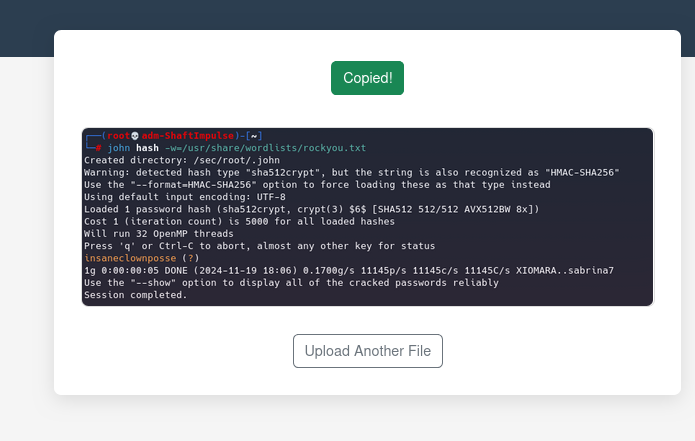 Copied!
┌──(root💀adm-ShaftImpulse)-[~]
└─# john hash -w=/usr/share/wordlists/rockyou.txt
Created directory: /sec/root/.john
Warning: detected hash type "sha512crypt", but the string is also recognized as "HMAC-SHA256"
Use the "--format=HMAC-SHA256" option to force loading these as that type instead
Using default input encoding: UTF-8
Loaded 1 password hash (sha512crypt, crypt(3) $6$ [SHA512 512/512 AVX512BW 8x])
Cost 1 (iteration count) is 5000 for all loaded hashes
Will run 32 OpenMP threads
Press 'q' or Ctrl-C to abort, almost any other key for status
insaneclownposse (?)
1g 0:00:00:05 DONE (2024-11-19 18:06) 0.1700g/s 11145p/s 11145c/s 11145C/s XIOMARA..sabrina7
Use the "--show" option to display all of the cracked passwords reliably
Session completed.
Upload Another File